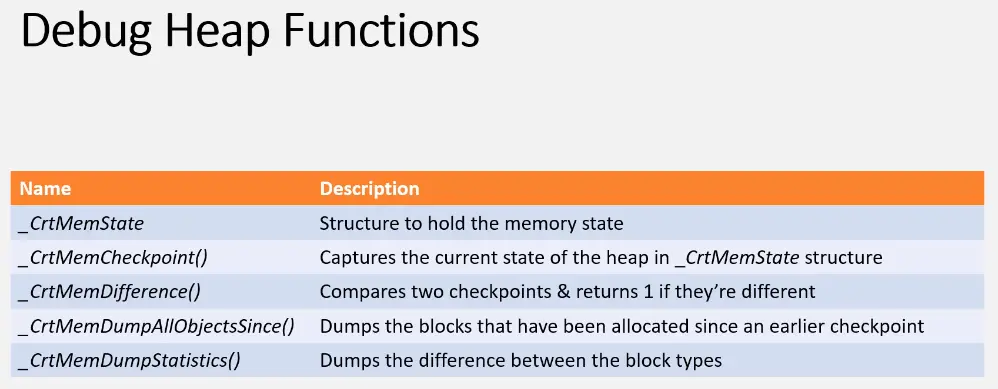 Debug Heap Functions
Name Description
_CrtMemState Structure to hold the memory state
_CrtMemCheckpoint() Captures the current state of the heap in _CrtMemState structure
_CrtMemDifference() Compares two checkpoints & returns 1 if they're different
_CrtMemDumpAllObjectsSince() Dumps the blocks that have been allocated since an earlier checkpoint
_CrtMemDumpStatistics() Dumps the difference between the block types